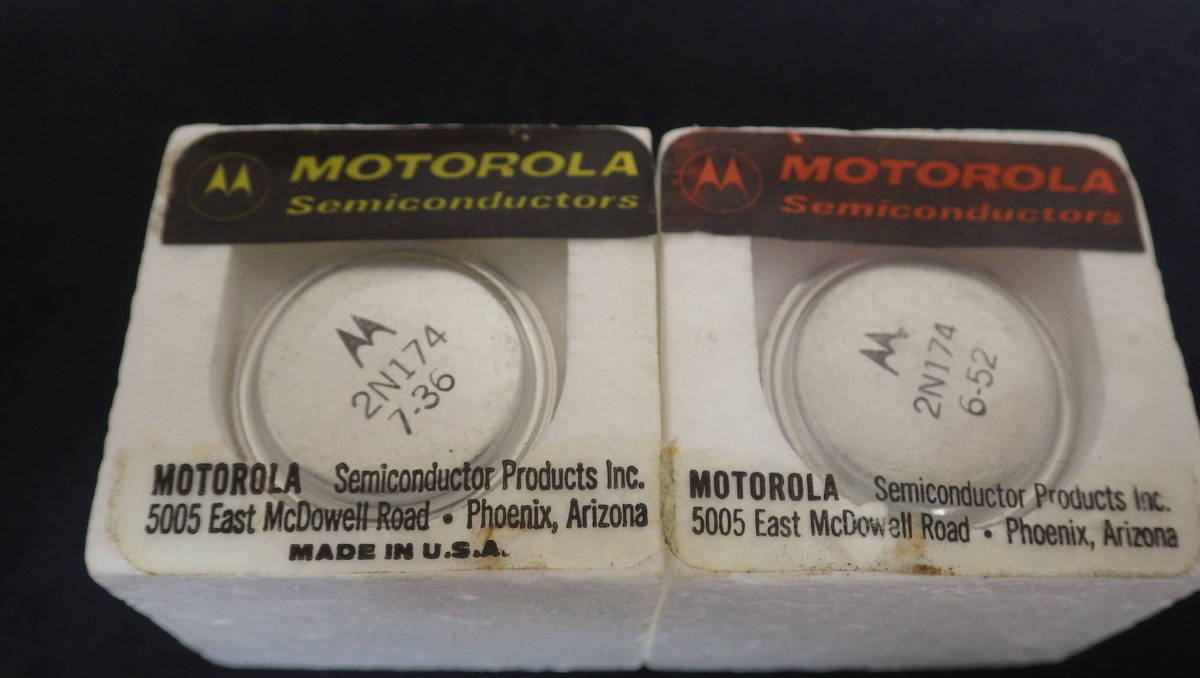 MOTOROLA
Semiconductors
2N174
7-36
MOTOROLA Semiconductor Products Inc.
5005 East McDowell Road • Phoenix, Arizona
MADE IN U.S.A.
MOTOROLA
Semiconductors
2N174
6-52
MOTOROLA Semiconductor Products Inc.
5005 East McDowell Road • Phoenix, Arizona